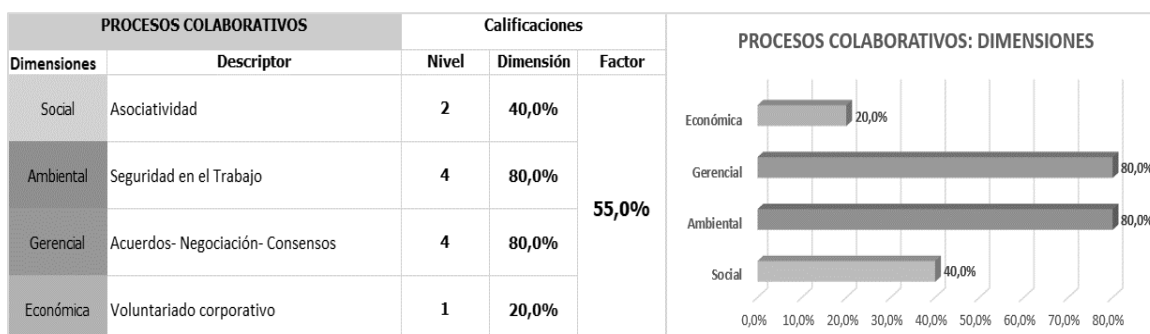 PROCESOS COLABORATIVOS Calificaciones
Dimensiones Descriptor Nivel Dimensión Factor
Social Asociatividad 2 40,0%
Ambiental Seguridad en el Trabajo 4 80,0%
55,0%
Gerencial Acuerdos- Negociación- Consensos 4 80,0%
Económica Voluntariado corporativo 1 20,0%
PROCESOS COLABORATIVOS: DIMENSIONES
Económica 20,0%
Gerencial 80,0%
Ambiental 80,0%
Social 40,0%
0,0% 10,0% 20,0% 30,0% 40,0% 50,0% 60,0% 70,0% 80,0%